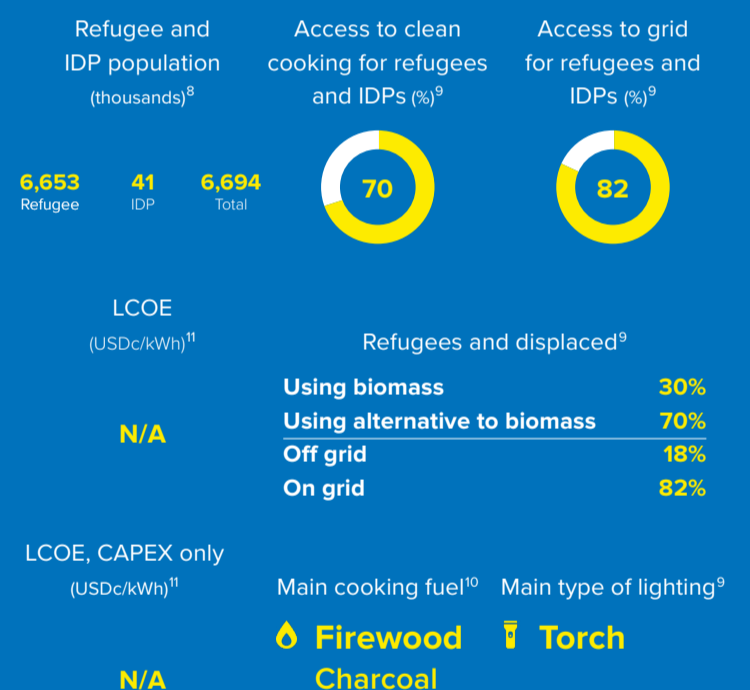 Refugee and
IDP population
(thousands)⁸
6,653 41 6,694
Refugee IDP Total
Access to clean
cooking for refugees
and IDPs (%)⁹
70
Access to grid
for refugees and
IDPs (%)⁹
82
LCOE
(USDc/kWh)¹¹
N/A
Refugees and displaced⁹
Using biomass 30%
Using alternative to biomass 70%
Off grid 18%
On grid 82%
LCOE, CAPEX only
(USDc/kWh)¹¹
N/A
Main cooking fuel¹⁰
Firewood
Charcoal
Main type of lighting⁹
Torch